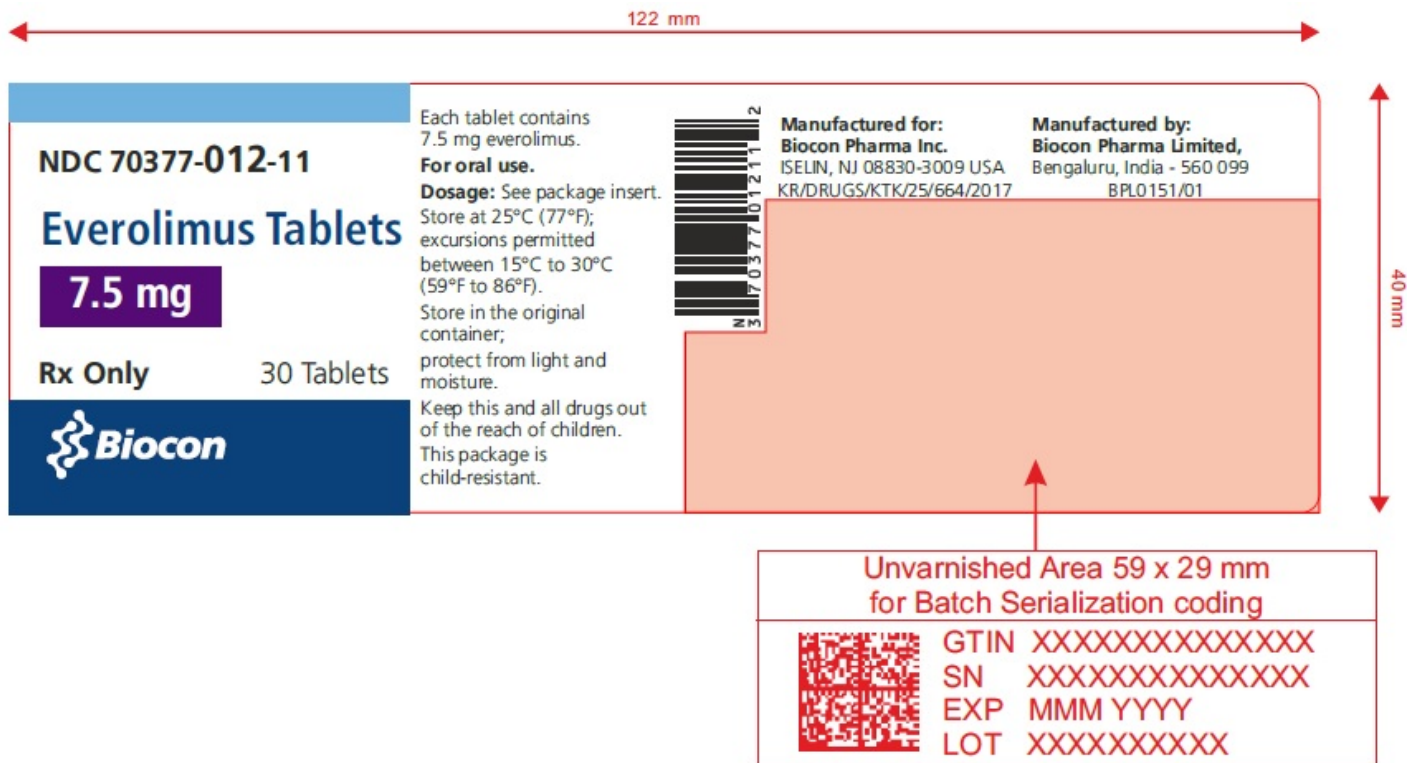 122 mm
NDC 70377-012-11
Everolimus Tablets
7.5 mg
Rx Only 30 Tablets
Biocon
Each tablet contains
7.5 mg everolimus.
For oral use.
Dosage: See package insert.
Store at 25°C (77°F);
excursions permitted
between 15°C to 30°C
(59°F to 86°F).
Store in the original
container;
protect from light and
moisture.
Keep this and all drugs out
of the reach of children.
This package is
child-resistant.
N
3 70377 01211 2
Manufactured for:
Biocon Pharma Inc.
ISELIN, NJ 08830-3009 USA
KR/DRUGS/KTK/25/664/2017
Manufactured by:
Biocon Pharma Limited,
Bengaluru, India - 560 099
BPL0151/01
40 mm
Unvarnished Area 59 x 29 mm
for Batch Serialization coding
GTIN XXXXXXXXXXXXXX
SN XXXXXXXXXXXXXX
EXP MMM YYYY
LOT XXXXXXXXXX